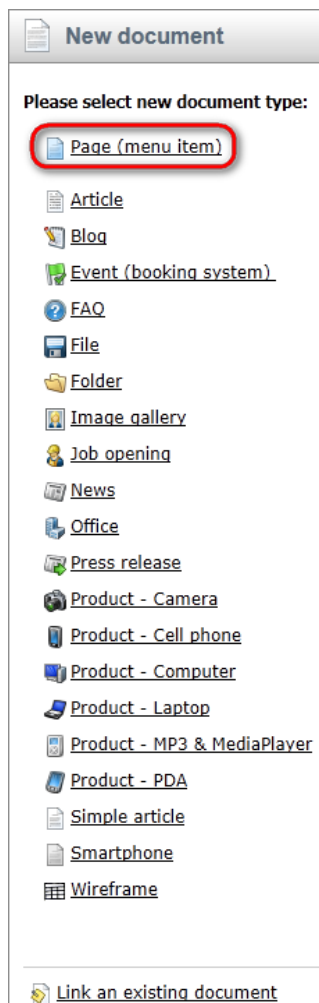 New document
Please select new document type:
Page (menu item)
Article
Blog
Event (booking system)
FAQ
File
Folder
Image gallery
Job opening
News
Office
Press release
Product - Camera
Product - Cell phone
Product - Computer
Product - Laptop
Product - MP3 & MediaPlayer
Product - PDA
Simple article
Smartphone
Wireframe
Link an existing document